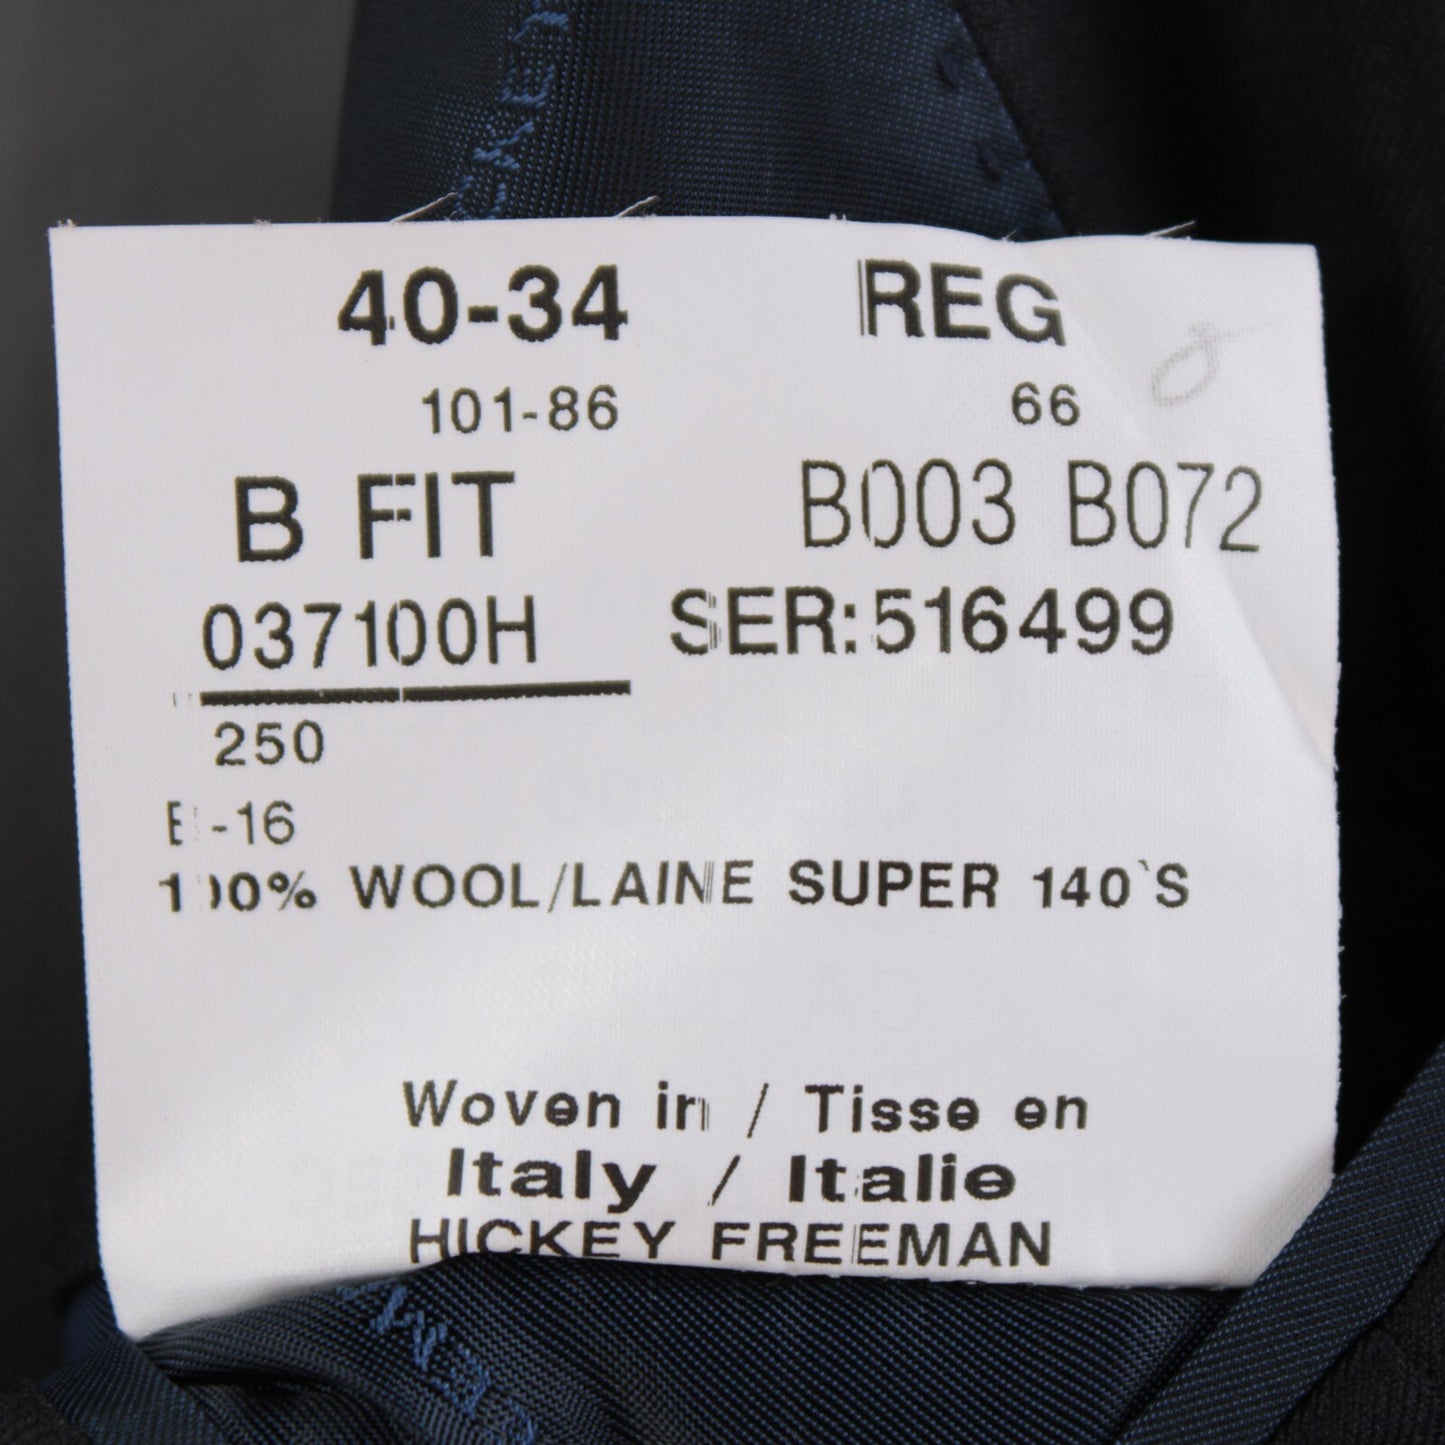 40-34 REG
101-86 66
B FIT B003 B072
037100H SER:516499
250
-16
100% WOOL/LAINE SUPER 140`S
Woven in / Tisse en
Italy / Italie
HICKEY FREEMAN